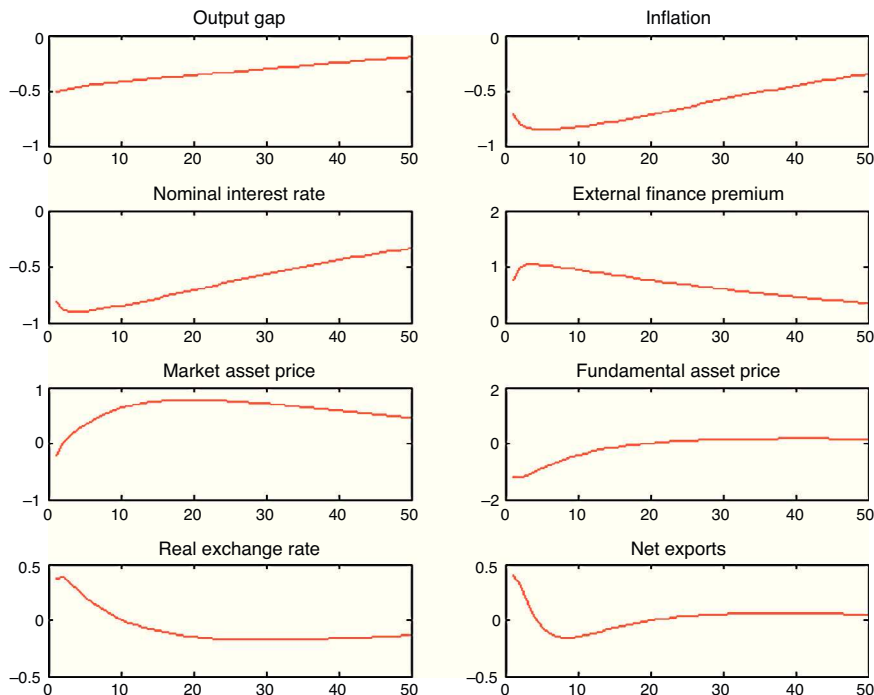 Output gap
0
–0.5
–1
0 10 20 30 40 50
Inflation
0
–0.5
–1
0 10 20 30 40 50
Nominal interest rate
0
–0.5
–1
0 10 20 30 40 50
External finance premium
2
1
0
0 10 20 30 40 50
Market asset price
1
0
–1
0 10 20 30 40 50
Fundamental asset price
2
0
–2
0 10 20 30 40 50
Real exchange rate
0.5
0
–0.5
0 10 20 30 40 50
Net exports
0.5
0
–0.5
0 10 20 30 40 50